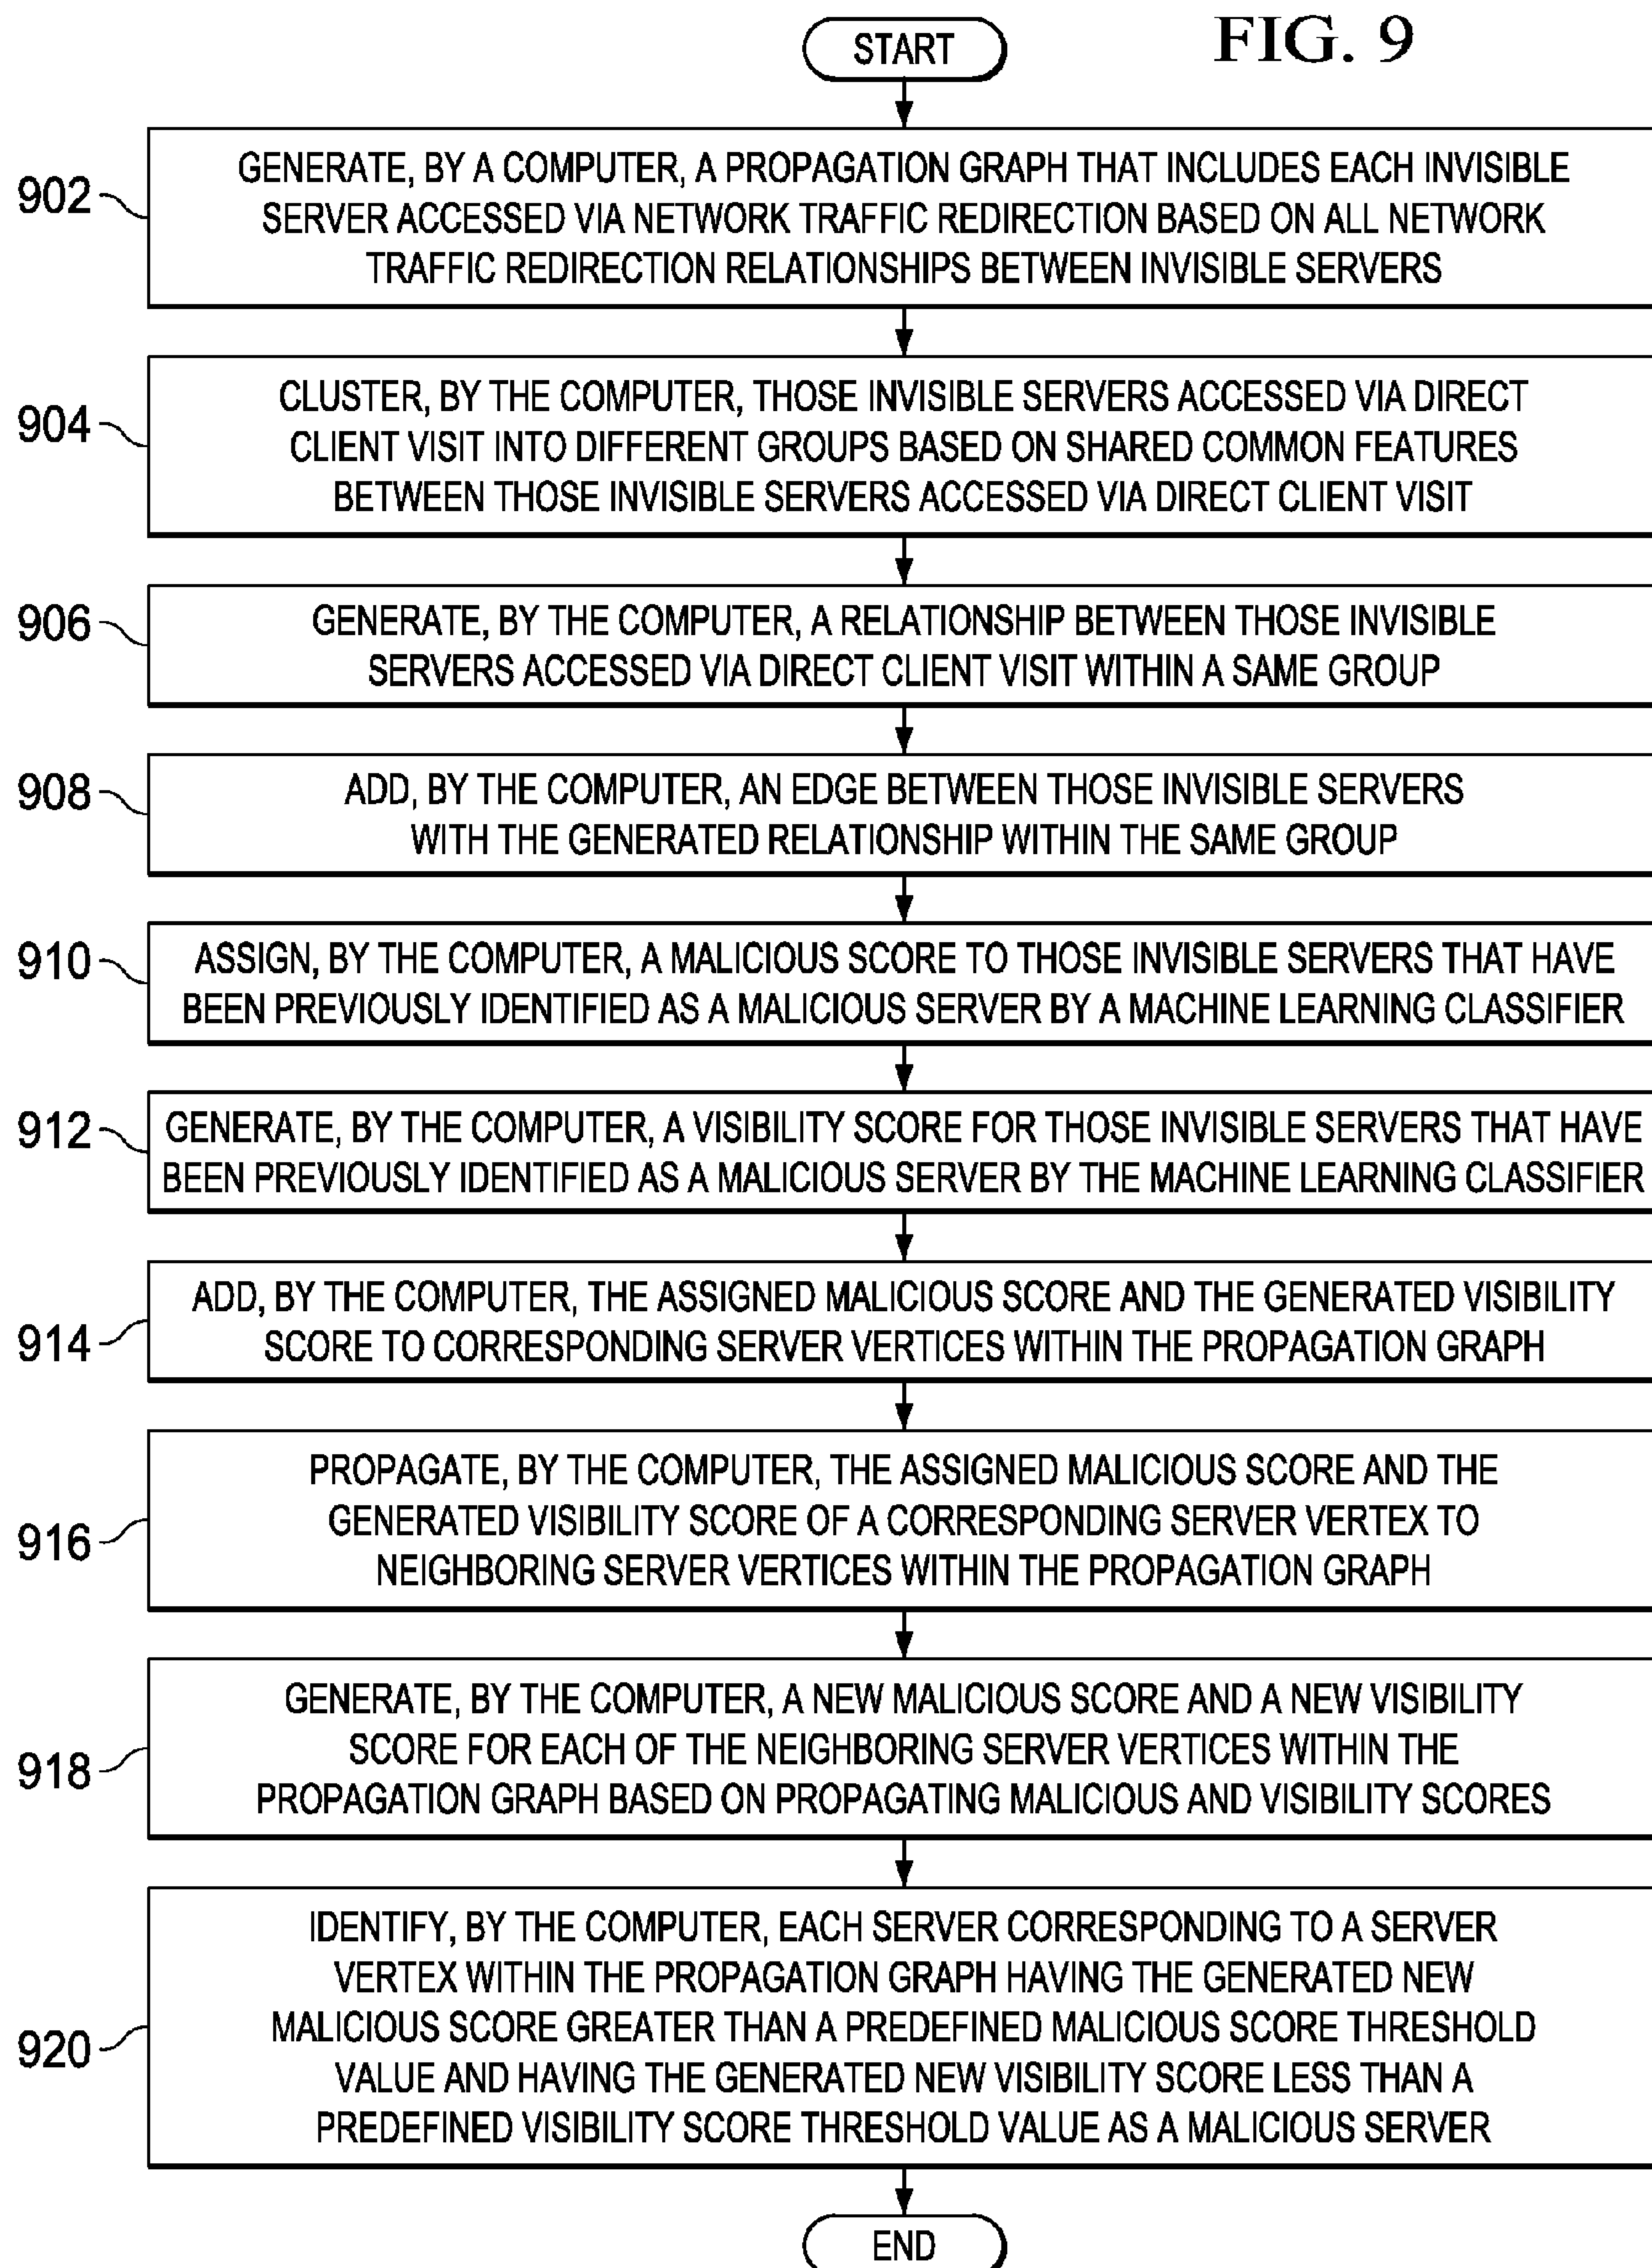 FIG. 9
START
902
GENERATE, BY A COMPUTER, A PROPAGATION GRAPH THAT INCLUDES EACH INVISIBLE
SERVER ACCESSED VIA NETWORK TRAFFIC REDIRECTION BASED ON ALL NETWORK
TRAFFIC REDIRECTION RELATIONSHIPS BETWEEN INVISIBLE SERVERS
904
CLUSTER, BY THE COMPUTER, THOSE INVISIBLE SERVERS ACCESSED VIA DIRECT
CLIENT VISIT INTO DIFFERENT GROUPS BASED ON SHARED COMMON FEATURES
BETWEEN THOSE INVISIBLE SERVERS ACCESSED VIA DIRECT CLIENT VISIT
906
GENERATE, BY THE COMPUTER, A RELATIONSHIP BETWEEN THOSE INVISIBLE
SERVERS ACCESSED VIA DIRECT CLIENT VISIT WITHIN A SAME GROUP
908
ADD, BY THE COMPUTER, AN EDGE BETWEEN THOSE INVISIBLE SERVERS
WITH THE GENERATED RELATIONSHIP WITHIN THE SAME GROUP
910
ASSIGN, BY THE COMPUTER, A MALICIOUS SCORE TO THOSE INVISIBLE SERVERS THAT HAVE
BEEN PREVIOUSLY IDENTIFIED AS A MALICIOUS SERVER BY A MACHINE LEARNING CLASSIFIER
912
GENERATE, BY THE COMPUTER, A VISIBILITY SCORE FOR THOSE INVISIBLE SERVERS THAT HAVE
BEEN PREVIOUSLY IDENTIFIED AS A MALICIOUS SERVER BY THE MACHINE LEARNING CLASSIFIER
914
ADD, BY THE COMPUTER, THE ASSIGNED MALICIOUS SCORE AND THE GENERATED VISIBILITY
SCORE TO CORRESPONDING SERVER VERTICES WITHIN THE PROPAGATION GRAPH
916
PROPAGATE, BY THE COMPUTER, THE ASSIGNED MALICIOUS SCORE AND THE
GENERATED VISIBILITY SCORE OF A CORRESPONDING SERVER VERTEX TO
NEIGHBORING SERVER VERTICES WITHIN THE PROPAGATION GRAPH
918
GENERATE, BY THE COMPUTER, A NEW MALICIOUS SCORE AND A NEW VISIBILITY
SCORE FOR EACH OF THE NEIGHBORING SERVER VERTICES WITHIN THE
PROPAGATION GRAPH BASED ON PROPAGATING MALICIOUS AND VISIBILITY SCORES
920
IDENTIFY, BY THE COMPUTER, EACH SERVER CORRESPONDING TO A SERVER
VERTEX WITHIN THE PROPAGATION GRAPH HAVING THE GENERATED NEW
MALICIOUS SCORE GREATER THAN A PREDEFINED MALICIOUS SCORE THRESHOLD
VALUE AND HAVING THE GENERATED NEW VISIBILITY SCORE LESS THAN A
PREDEFINED VISIBILITY SCORE THRESHOLD VALUE AS A MALICIOUS SERVER
END